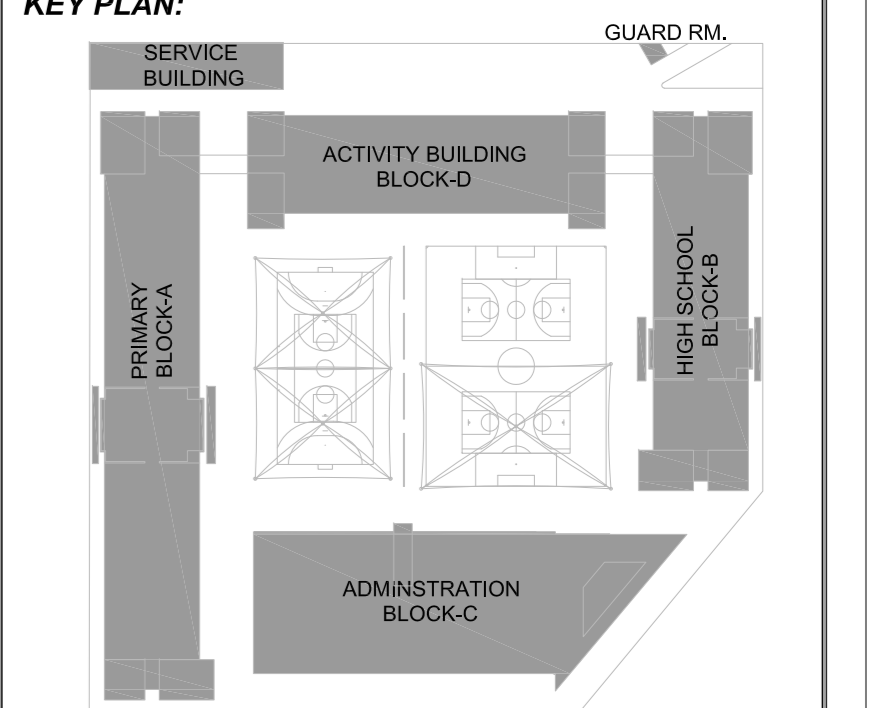 KEY PLAN:
GUARD RM.
SERVICE
BUILDING
ACTIVITY BUILDING
BLOCK-D
PRIMARY
BLOCK-A
HIGH SCHOOL
BLOCK-B
ADMINSTRATION
BLOCK-C